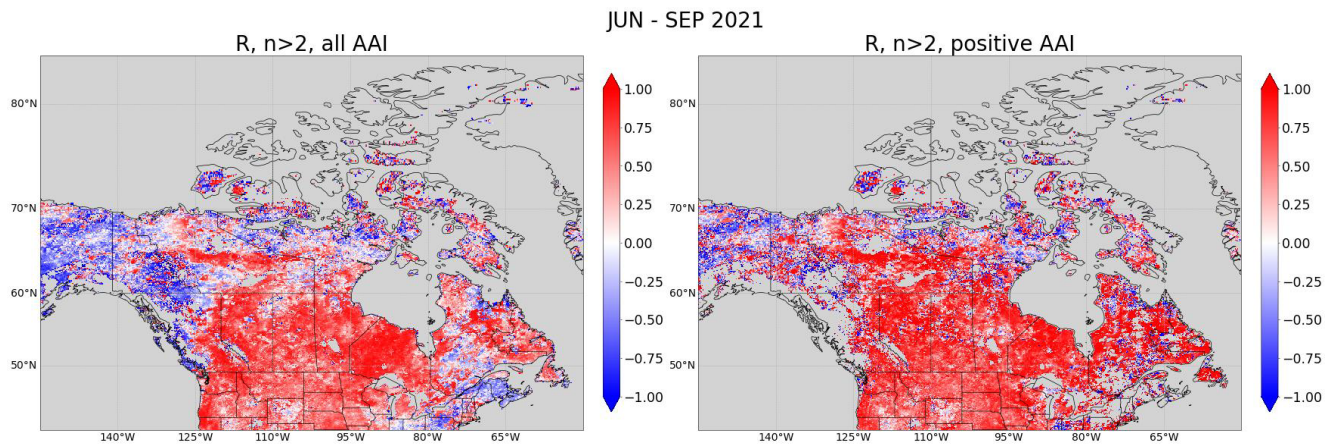 JUN - SEP 2021
R, n>2, all AAI
R, n>2, positive AAI
80°N
70°N
60°N
50°N
140°W
125°W
110°W
95°W
80°W
65°W
1.00
0.75
0.50
0.25
0.00
−0.25
−0.50
−0.75
−1.00
80°N
70°N
60°N
50°N
140°W
125°W
110°W
95°W
80°W
65°W
1.00
0.75
0.50
0.25
0.00
−0.25
−0.50
−0.75
−1.00